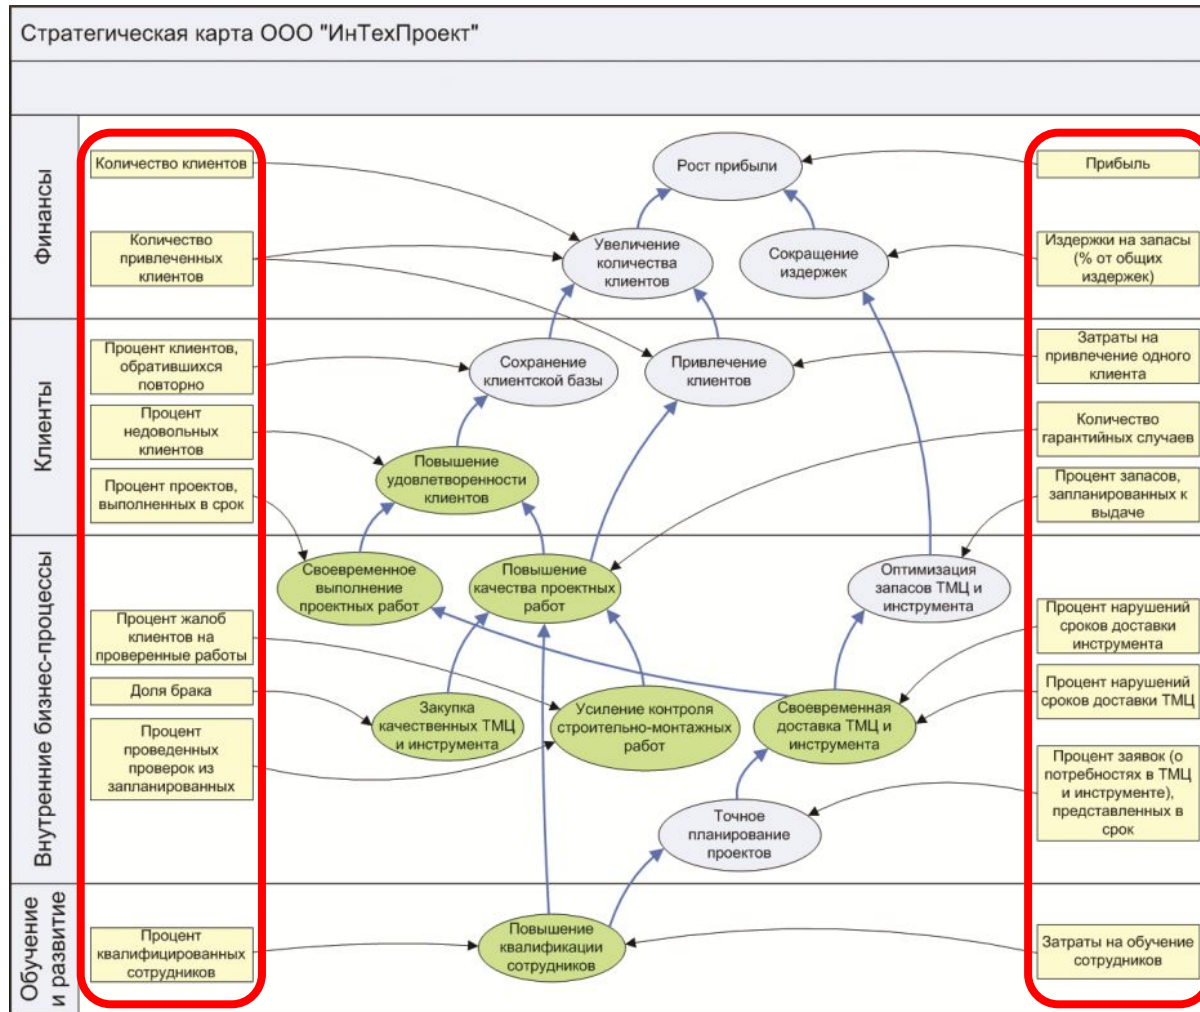 Стратегическая карта ООО "ИнТехПроект"
Финансы
Количество клиентов
Рост прибыли
Прибыль
Количество
привлеченных
клиентов
Увеличение
количества
клиентов
Сокращение
издержек
Издержки на запасы
(% от общих
издержек)
Клиенты
Процент клиентов,
обратившихся
повторно
Сохранение
клиентской базы
Привлечение
клиентов
Затраты на
привлечение одного
клиента
Процент
недовольных
клиентов
Повышение
удовлетворенности
клиентов
Количество
гарантийных случаев
Процент проектов,
выполненных в срок
Процент запасов,
запланированных к
выдаче
Внутренние бизнес-процессы
Своевременное
выполнение
проектных работ
Повышение
качества проектных
работ
Оптимизация
запасов ТМЦ и
инструмента
Процент жалоб
клиентов на
проверенные работы
Процент нарушений
сроков доставки
инструмента
Доля брака
Закупка
качественных ТМЦ
и инструмента
Усиление контроля
строительно-монтажных
работ
Своевременная
доставка ТМЦ и
инструмента
Процент нарушений
сроков доставки ТМЦ
Процент
проведенных
проверок из
запланированных
Точное
планирование
проектов
Процент заявок (о
потребностях в ТМЦ
и инструменте),
представленных в
срок
Обучение
и развитие
Процент
квалифицированных
сотрудников
Повышение
квалификации
сотрудников
Затраты на обучение
сотрудников